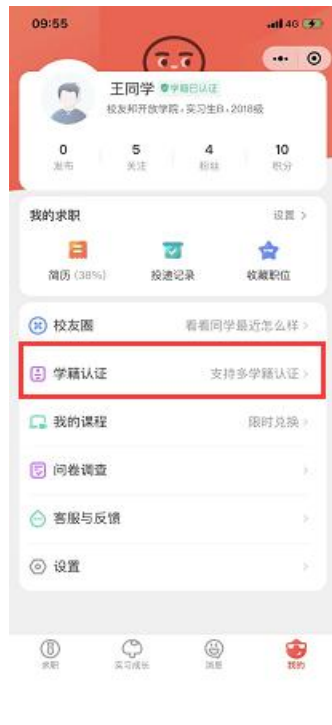 09:55
4G
王同学 学籍已认证
校友邦开放学院,实习生B,2018级
0 5 4 10
发布 关注 粉丝 积分
我的求职 设置 >
简历 (38%) 投递记录 收藏职位
校友圈 看看同学最近怎么样 >
学籍认证 支持多学籍认证 >
我的课程 限时兑换 >
问卷调查 >
客服与反馈 >
设置 >
求职 实习成长 消息 我的